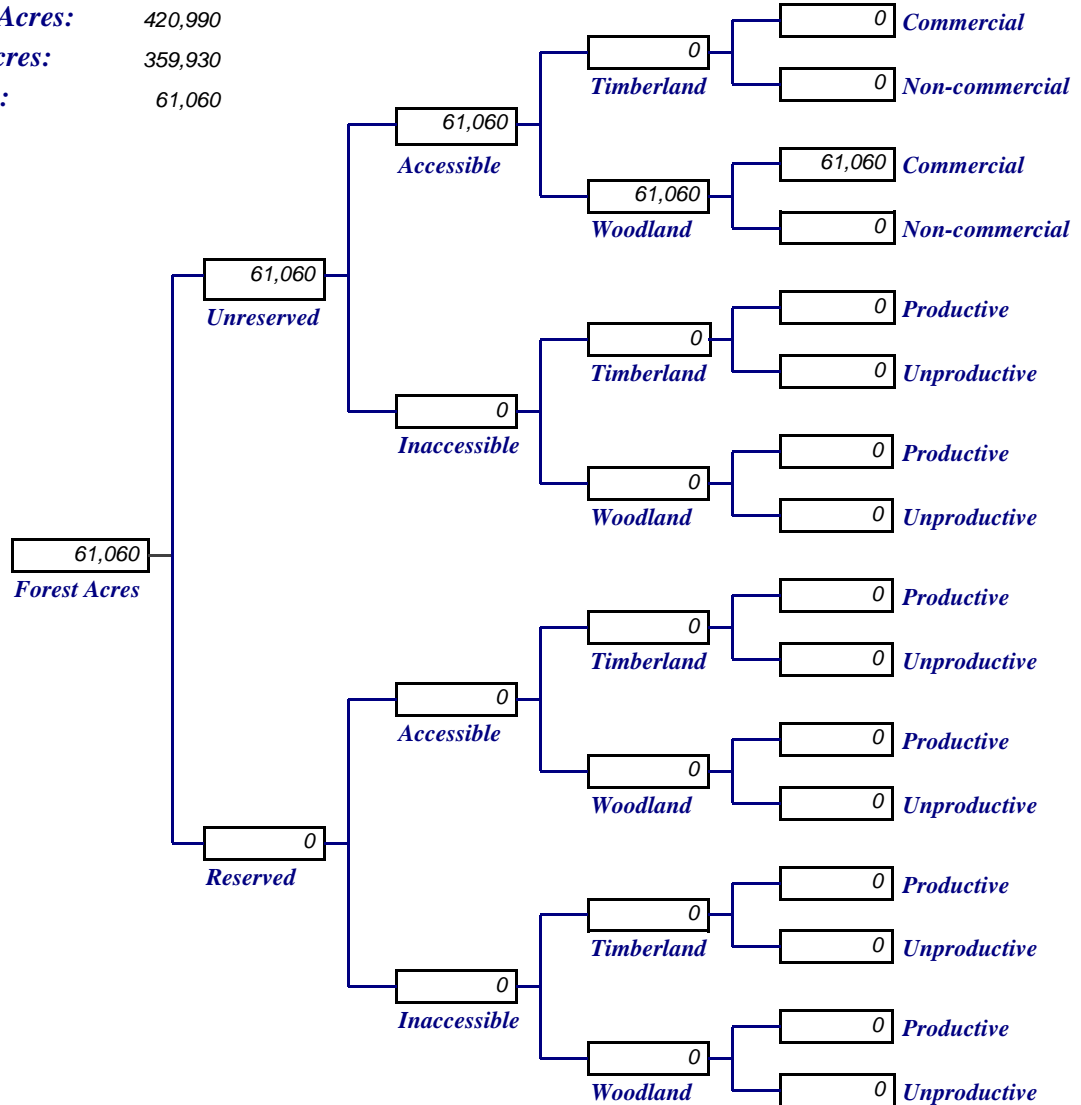 Acres: 420,990
cres: 359,930
: 61,060
0 Commercial
0
Timberland
0 Non-commercial
61,060
Accessible
61,060 Commercial
61,060
Woodland
0 Non-commercial
61,060
Unreserved
0 Productive
0
Timberland
0 Unproductive
0
Inaccessible
0 Productive
0
Woodland
0 Unproductive
61,060
Forest Acres
0 Productive
0
Timberland
0 Unproductive
0
Accessible
0 Productive
0
Woodland
0 Unproductive
0
Reserved
0 Productive
0
Timberland
0 Unproductive
0
Inaccessible
0 Productive
0
Woodland
0 Unproductive